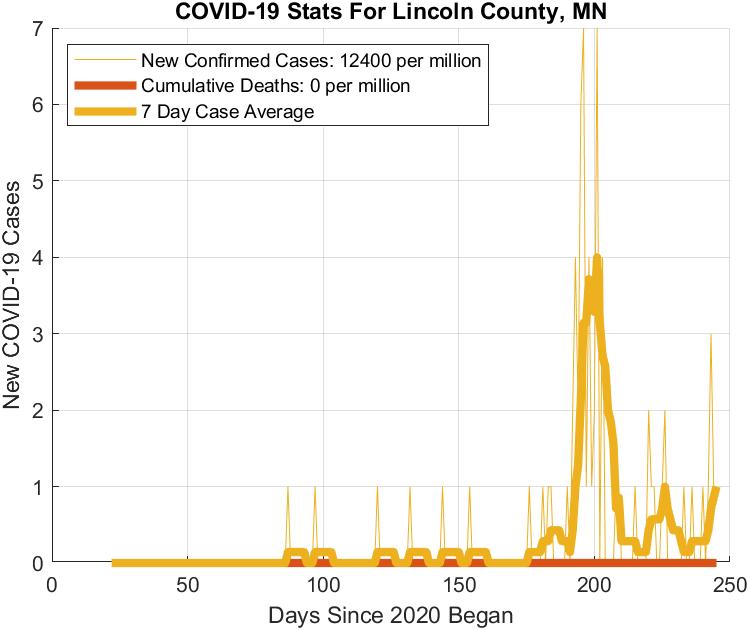 COVID-19 Stats For Lincoln County, MN
New Confirmed Cases: 12400 per million
Cumulative Deaths: 0 per million
7 Day Case Average
New COVID-19 Cases
7
6
5
4
3
2
1
0
0 50 100 150 200 250
Days Since 2020 Began